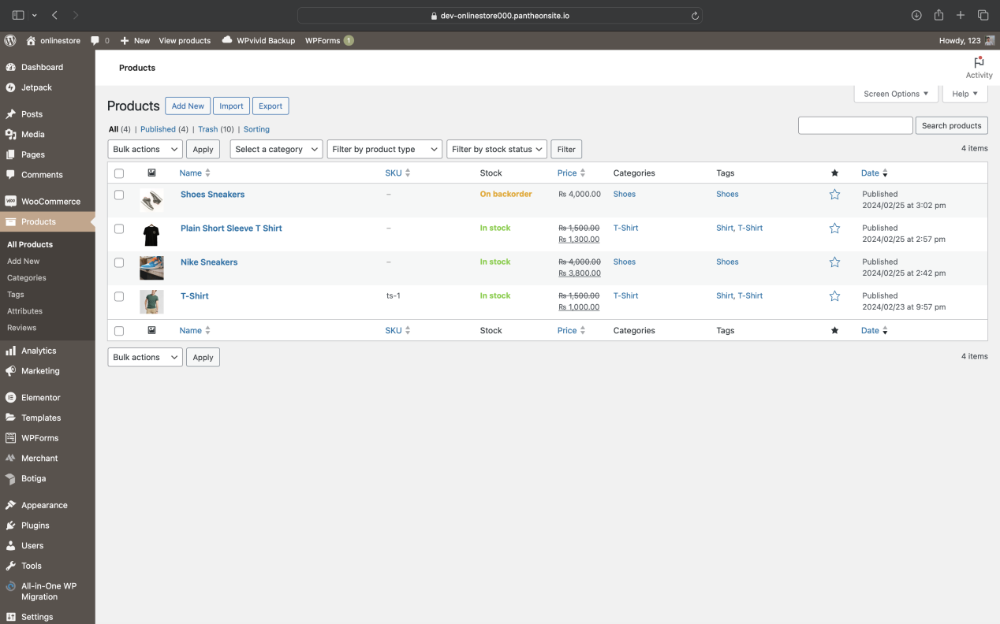 dev-onlinestore000.pantheonsite.io
onlinestore 0 New View products WPvivid Backup WPForms 1 Howdy, 123
Dashboard
Jetpack
Posts
Media
Pages
Comments
WooCommerce
Products
All Products
Add New
Categories
Tags
Attributes
Reviews
Analytics
Marketing
Elementor
Templates
WPForms
Merchant
Botiga
Appearance
Plugins
Users
Tools
All-in-One WP
Migration
Settings
Products
Activity
Screen Options ▼ Help ▼
Products Add New Import Export
All (4) | Published (4) | Trash (10) | Sorting
Search products
Bulk actions Apply Select a category Filter by product type Filter by stock status Filter
4 items
Name SKU Stock Price Categories Tags ★ Date
Shoes Sneakers – On backorder ₨ 4,000.00 Shoes Shoes Published
2024/02/25 at 3:02 pm
Plain Short Sleeve T Shirt – In stock ₨ 1,500.00 T-Shirt Shirt, T-Shirt Published
₨ 1,300.00 2024/02/25 at 2:57 pm
Nike Sneakers – In stock ₨ 4,000.00 Shoes Shoes Published
₨ 3,800.00 2024/02/25 at 2:42 pm
T-Shirt ts-1 In stock ₨ 1,500.00 T-Shirt Shirt, T-Shirt Published
₨ 1,000.00 2024/02/23 at 9:57 pm
Name SKU Stock Price Categories Tags ★ Date
Bulk actions Apply
4 items